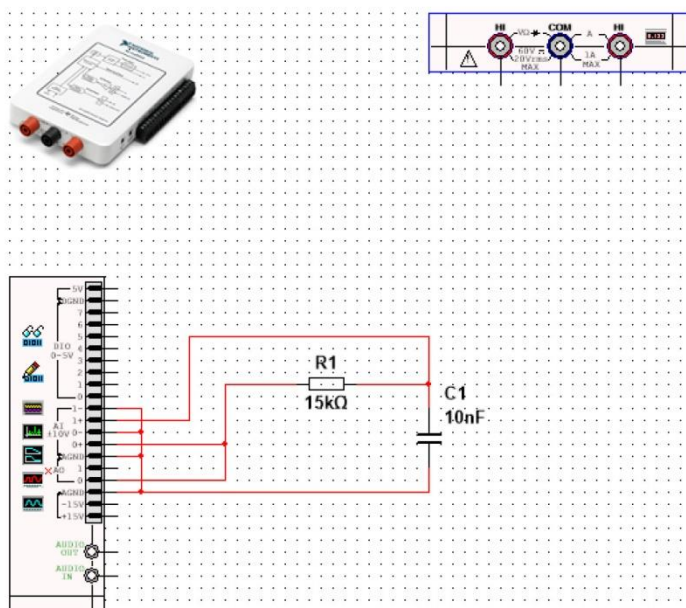 HI
VΩ
COM
A
HI
60V
20Vrms
MAX
1A
MAX
5V
DGND
7
6
5
4
3
2
1
0
DIO
0-5V
1-
1+
0-
0+
AI
±10V
AGND
1
AO
0
AGND
-15V
+15V
AUDIO
OUT
AUDIO
IN
R1
15kΩ
C1
10nF